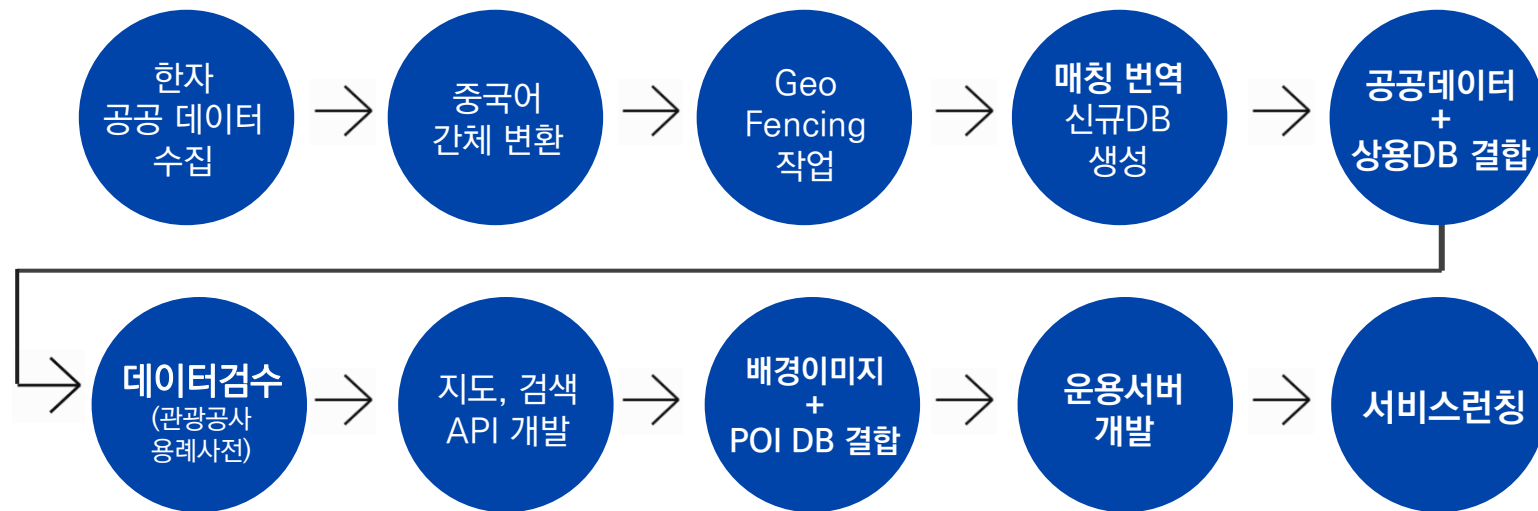 한자
공공 데이터
수집
중국어
간체 변환
Geo
Fencing
작업
매칭 번역
신규DB
생성
공공데이터
+
상용DB 결합
데이터검수
(관광공사
용례사전)
지도, 검색
API 개발
배경이미지
+
POI DB 결합
운용서버
개발
서비스런칭